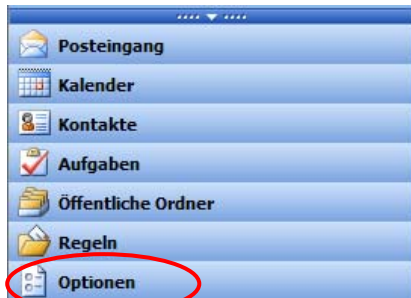 Posteingang
Kalender
Kontakte
Aufgaben
Öffentliche Ordner
Regeln
Optionen